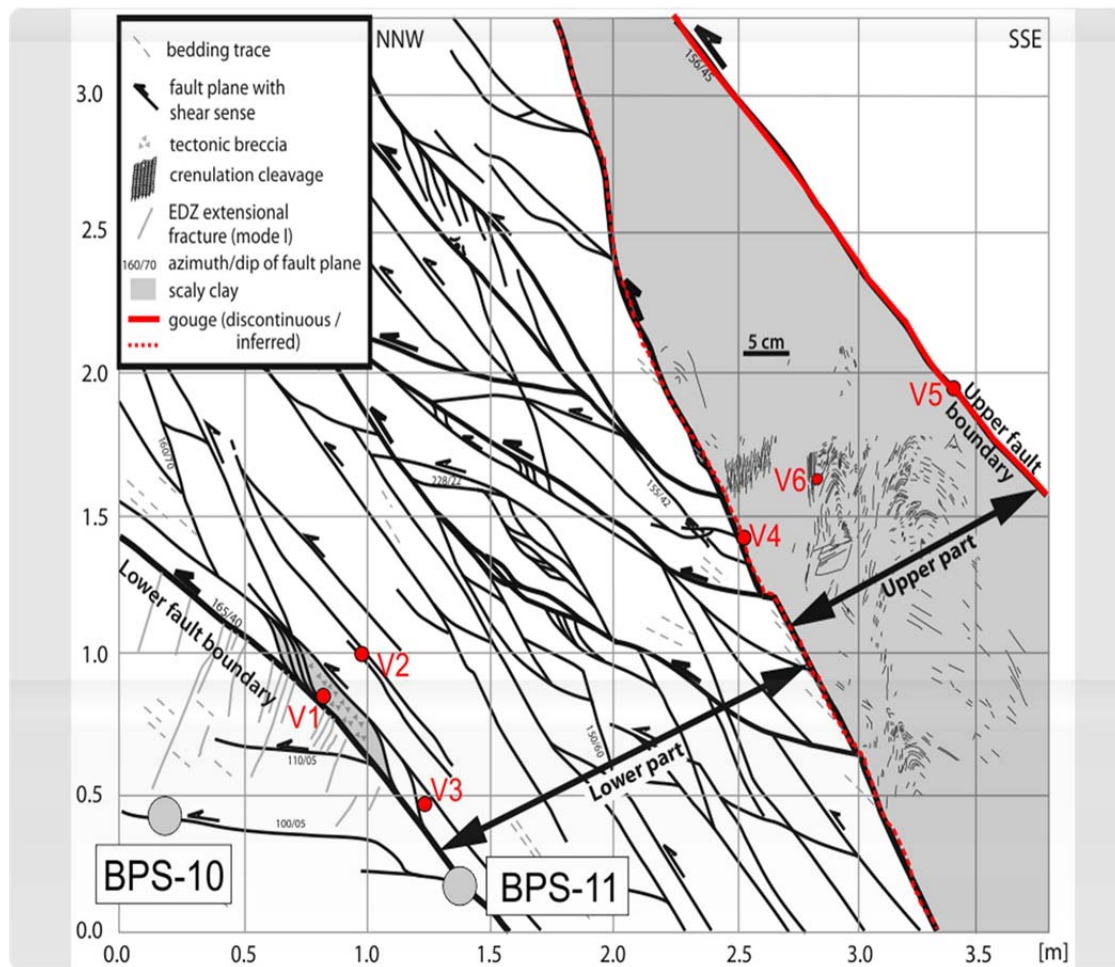 NNW
SSE
bedding trace
fault plane with
shear sense
tectonic breccia
crenulation cleavage
EDZ extensional
fracture (mode I)
160/70 azimuth/dip of fault plane
scaly clay
gouge (discontinuous /
inferred)
156/45
3.0
2.5
2.0
1.5
1.0
0.5
0.0
5 cm
V5
Upper fault
boundary
V6
V4
Upper part
160/70
228/22
155/42
Lower fault boundary
165/40
V2
V1
V3
110/05
100/05
150/60
Lower part
BPS-10
BPS-11
0.0 0.5 1.0 1.5 2.0 2.5 3.0 3.5 [m]